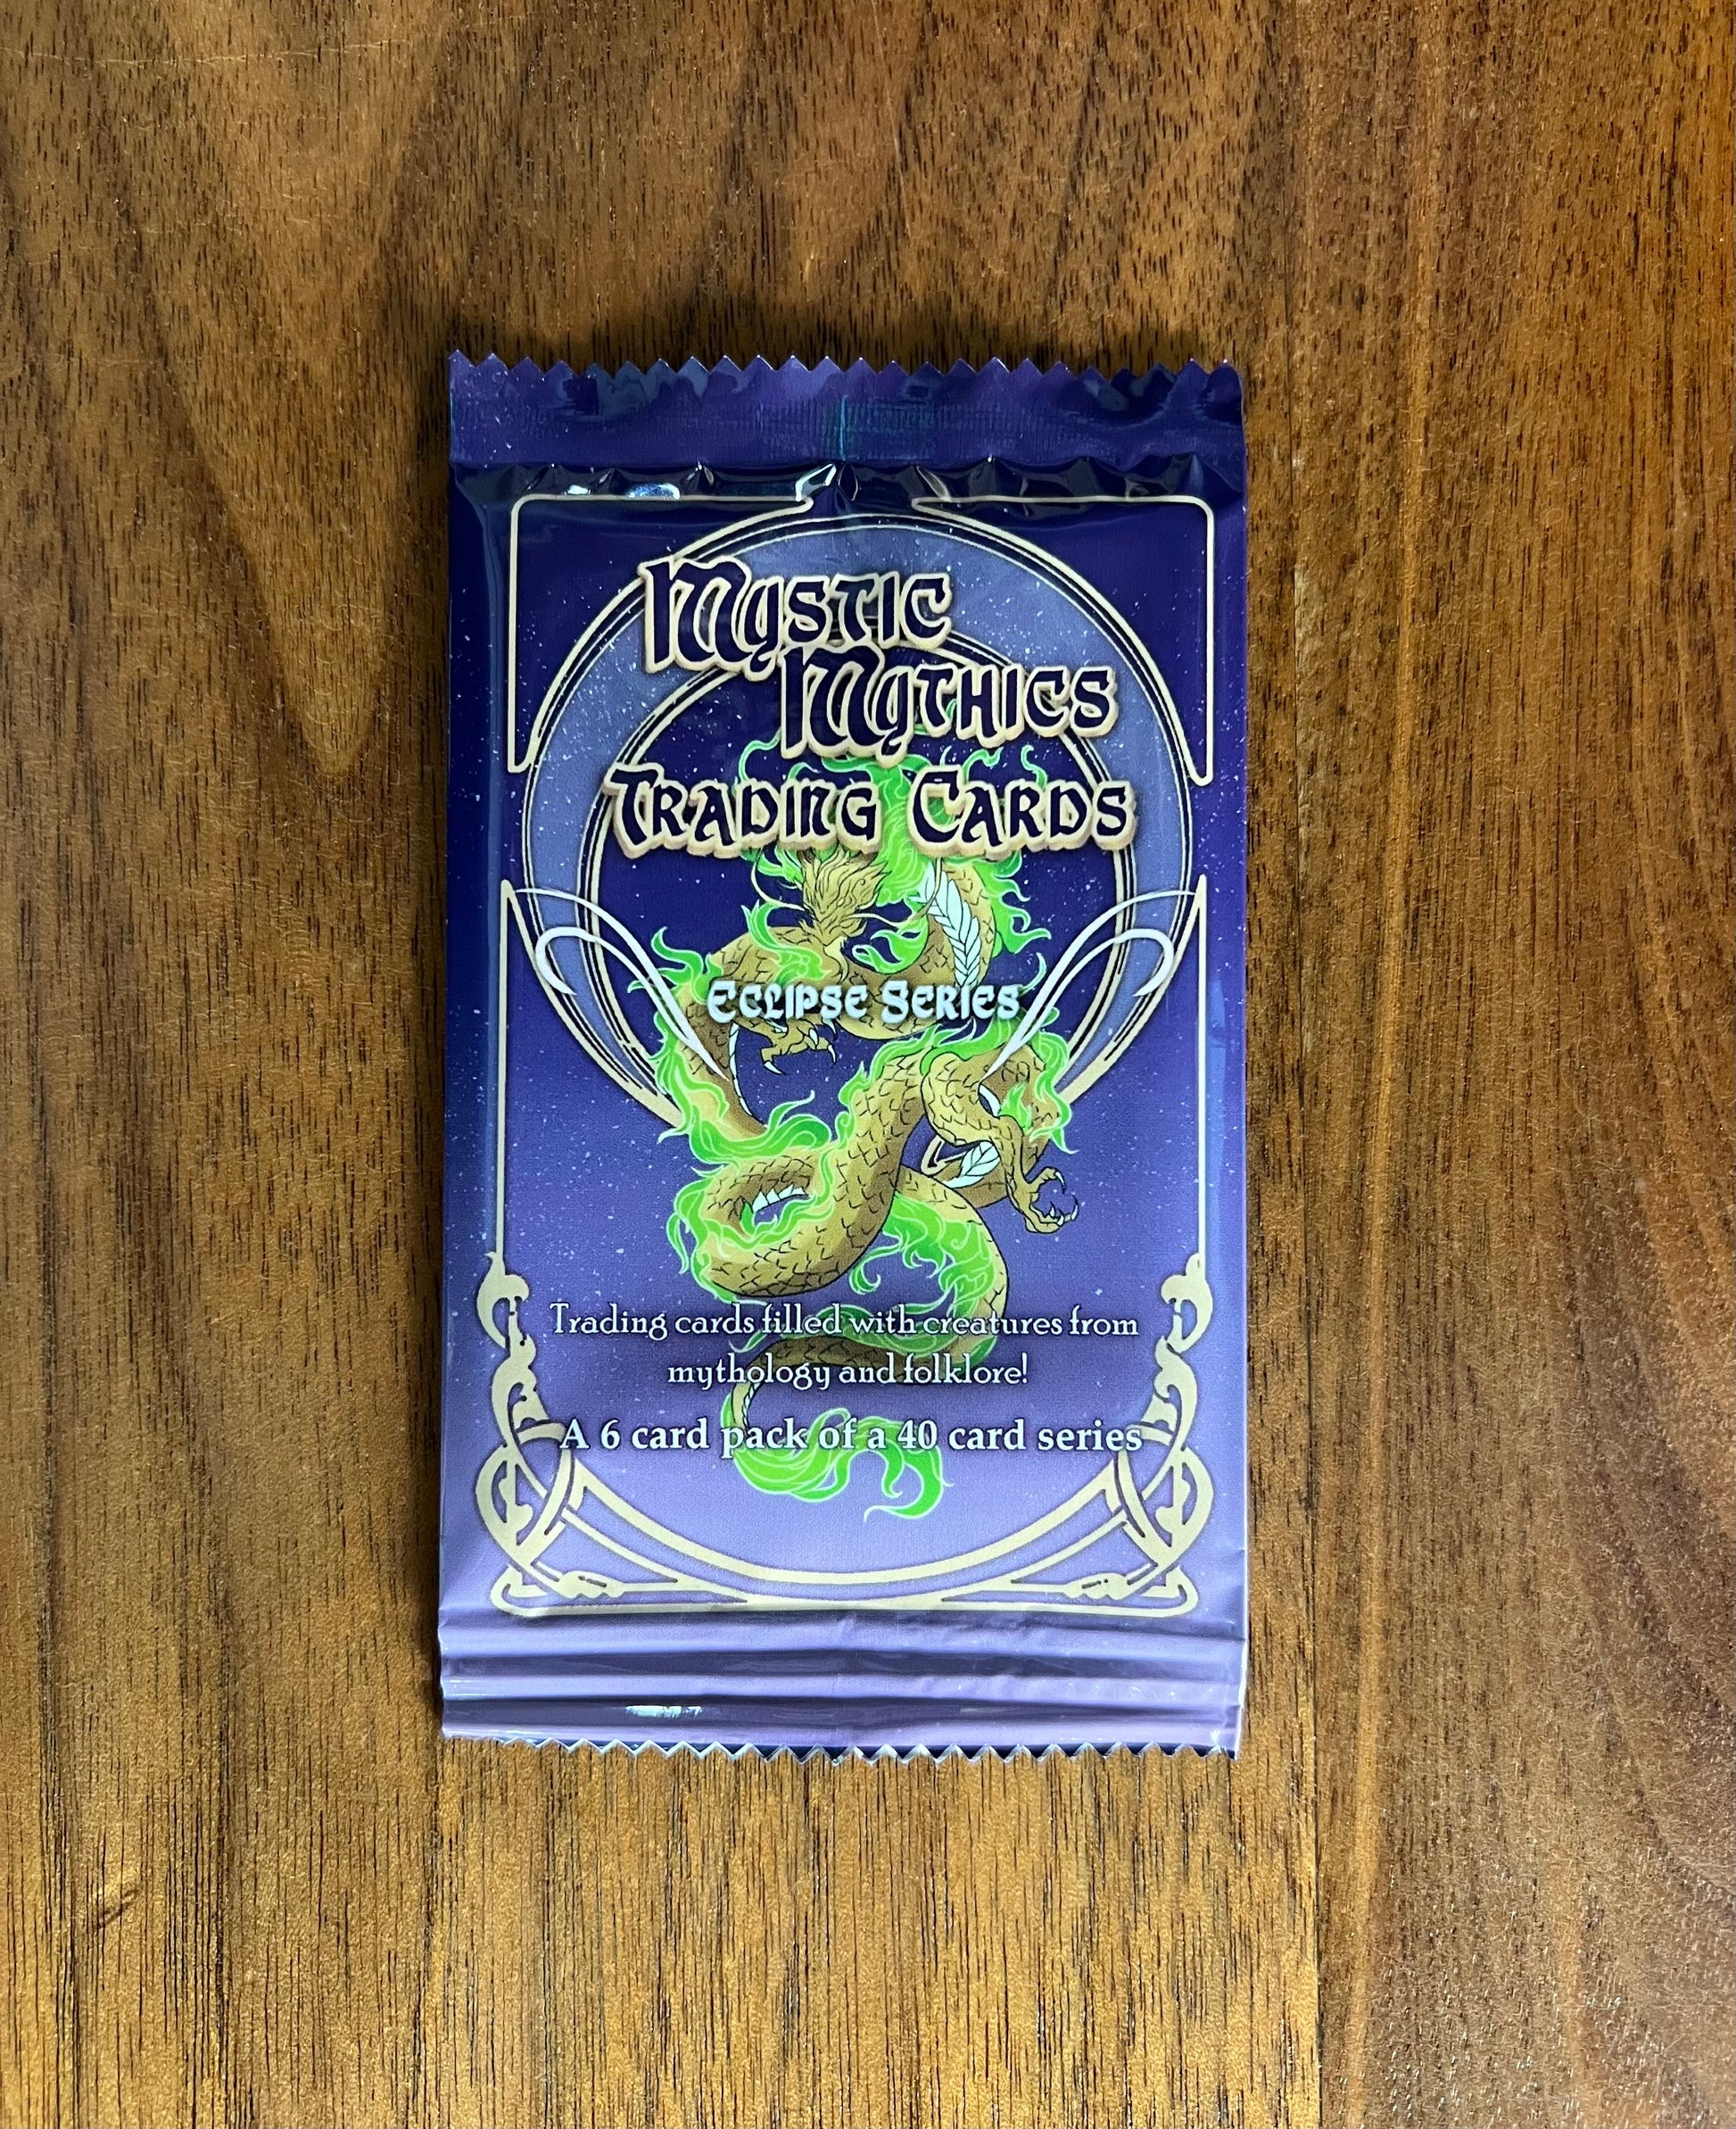 Mystic
Mythics
Trading Cards
Eclipse Series
Trading cards filled with creatures from
mythology and folklore!
A 6 card pack of a 40 card series